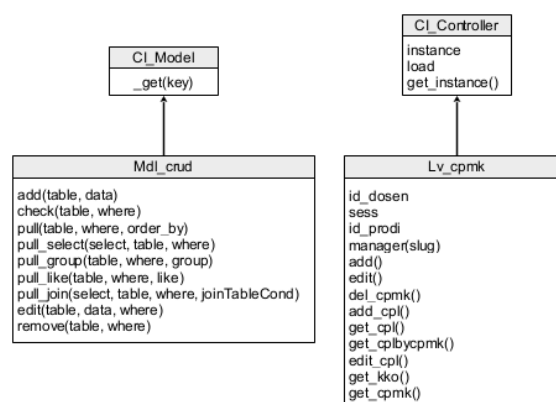 CI_Model
_get(key)
CI_Controller
instance
load
get_instance()
Mdl_crud
add(table, data)
check(table, where)
pull(table, where, order_by)
pull_select(select, table, where)
pull_group(table, where, group)
pull_like(table, where, like)
pull_join(select, table, where, joinTableCond)
edit(table, data, where)
remove(table, where)
Lv_cpmk
id_dosen
sess
id_prodi
manager(slug)
add()
edit()
del_cpmk()
add_cpl()
get_cpl()
get_cplbycpmk()
edit_cpl()
get_kko()
get_cpmk()